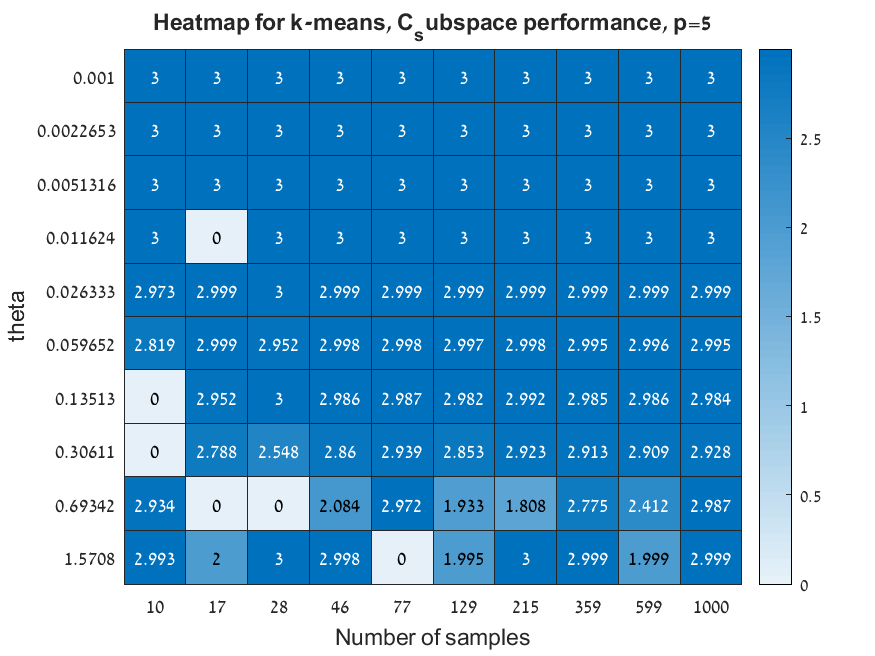 Heatmap for k-means, Csubspace performance, p=5
0.001 3 3 3 3 3 3 3 3 3 3
0.0022653 3 3 3 3 3 3 3 3 3 3 2.5
0.0051316 3 3 3 3 3 3 3 3 3 3
0.011624 3 0 3 3 3 3 3 3 3 3 2
0.026333 2.973 2.999 3 2.999 2.999 2.999 2.999 2.999 2.999 2.999
theta
1.5
0.059652 2.819 2.999 2.952 2.998 2.998 2.997 2.998 2.995 2.996 2.995
0.13513 0 2.952 3 2.986 2.987 2.982 2.992 2.985 2.986 2.984 1
0.30611 0 2.788 2.548 2.86 2.939 2.853 2.923 2.913 2.909 2.928
0.69342 2.934 0 0 2.084 2.972 1.933 1.808 2.775 2.412 2.987 0.5
1.5708 2.993 2 3 2.998 0 1.995 3 2.999 1.999 2.999
0
10 17 28 46 77 129 215 359 599 1000
Number of samples